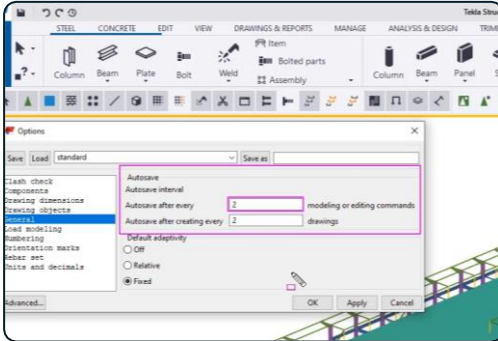 Tekla Stru
STEEL CONCRETE EDIT VIEW DRAWINGS & REPORTS MANAGE ANALYSIS & DESIGN TRIM
Item
Bolted parts
Assembly
Column Beam Plate Bolt Weld Column Beam Panel
Options
Save Load standard Save as
Clash check
Components
Drawing dimensions
Drawing objects
General
Load modeling
Numbering
Orientation marks
Rebar set
Units and decimals
Autosave
Autosave interval
Autosave after every 2 modeling or editing commands
Autosave after creating every 2 drawings
Default adaptivity
Off
Relative
Fixed
Advanced... OK Apply Cancel